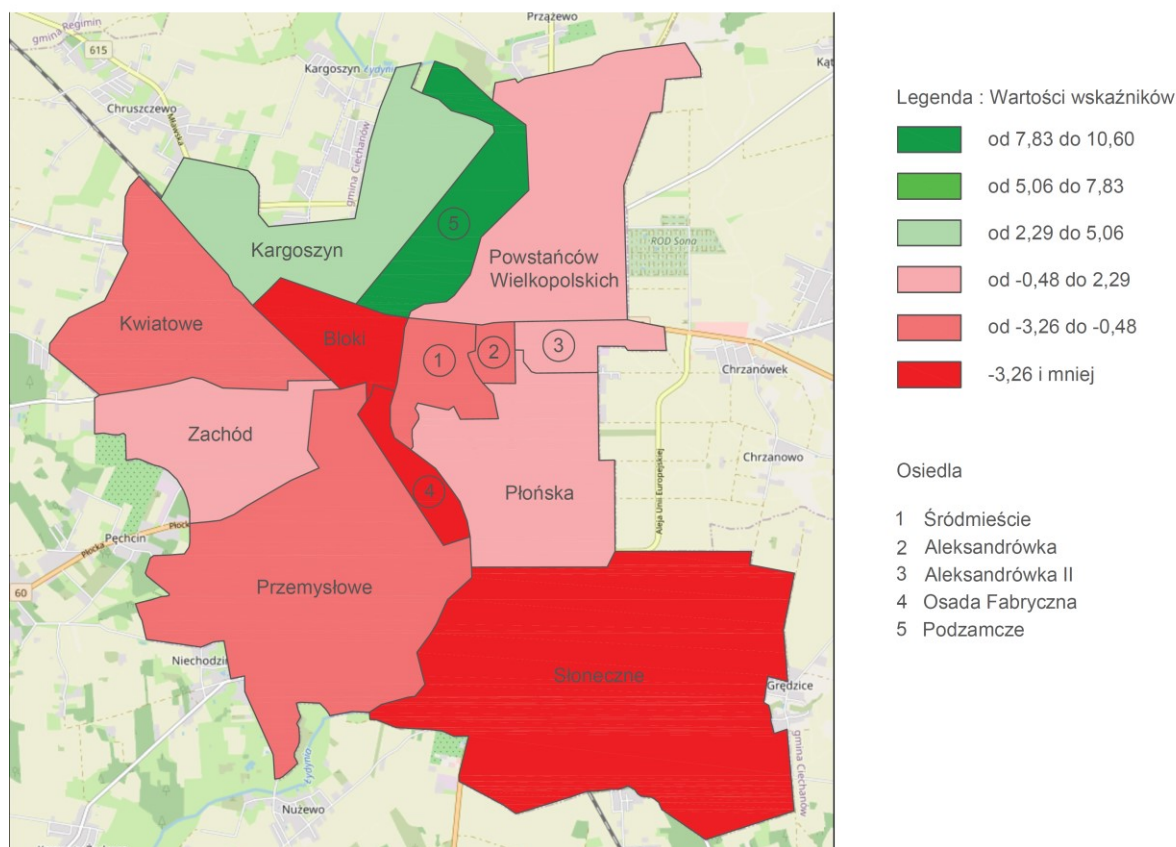 gmina Regimin
615
Przążewo
Kargoszyn
Łydynia
Chruszczewo
Mławska
gmina Ciechanów
5
Kargoszyn
ROD Sona
Powstańców
Wielkopolskich
Kwiatowe
Bloki
1
2
3
Chrzanówek
Zachód
Chrzanowo
4
Płońska
Aleja Unii Europejskiej
Pęchcin
Płocka
Płock
60
Przemysłowe
Niechodzin
Słoneczne
Grędzice
gmina Ciechanów
Łydynia
Nużewo
Legenda : Wartości wskaźników
od 7,83 do 10,60
od 5,06 do 7,83
od 2,29 do 5,06
od -0,48 do 2,29
od -3,26 do -0,48
-3,26 i mniej
Osiedla
1 Śródmieście
2 Aleksandrówka
3 Aleksandrówka II
4 Osada Fabryczna
5 Podzamcze